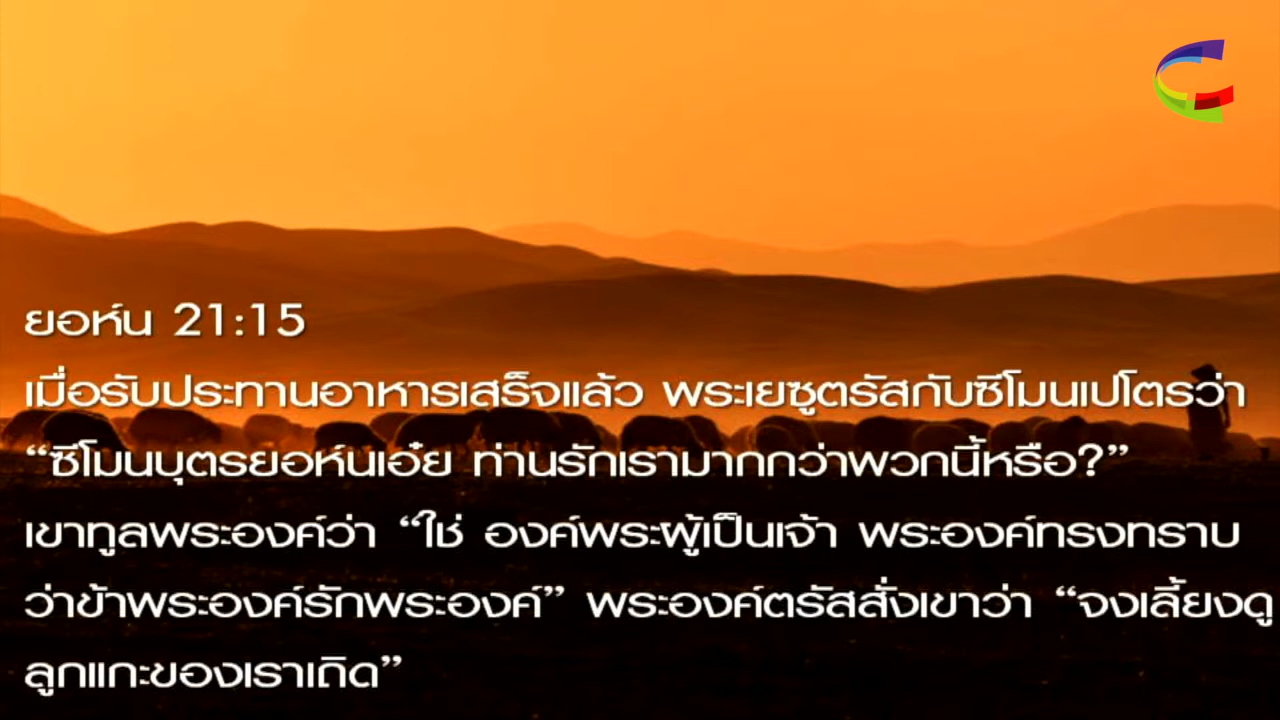 ยอห์น 21:15
เมื่อรับประทานอาหารเสร็จแล้ว พระเยซูตรัสกับซีโมนเปโตรว่า
“ซีโมนบุตรยอห์นเอ๋ย ท่านรักเรามากกว่าพวกนี้หรือ?”
เขาทูลพระองค์ว่า “ใช่ องค์พระผู้เป็นเจ้า พระองค์ทรงทราบ
ว่าข้าพระองค์รักพระองค์” พระองค์ตรัสสั่งเขาว่า “จงเลี้ยงดู
ลูกแกะของเราเถิด”